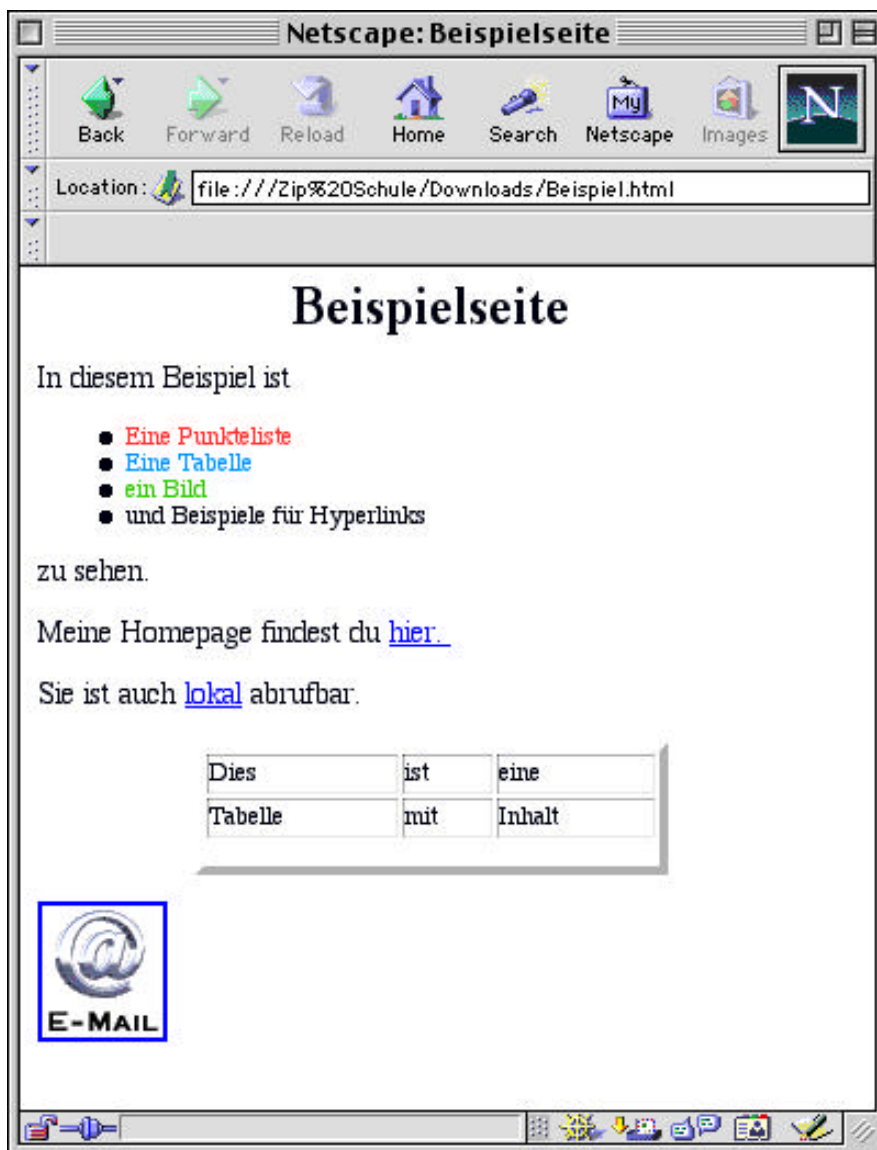 Netscape: Beispielseite
Back Forward Reload Home Search Netscape Images
My
N
Location: file:///Zip%20Schule/Downloads/Beispiel.html
Beispielseite
In diesem Beispiel ist
Eine Punkteliste
Eine Tabelle
ein Bild
und Beispiele für Hyperlinks
zu sehen.
Meine Homepage findest du hier.
Sie ist auch lokal abrufbar.
Dies ist eine
Tabelle mit Inhalt
@
E-MAIL